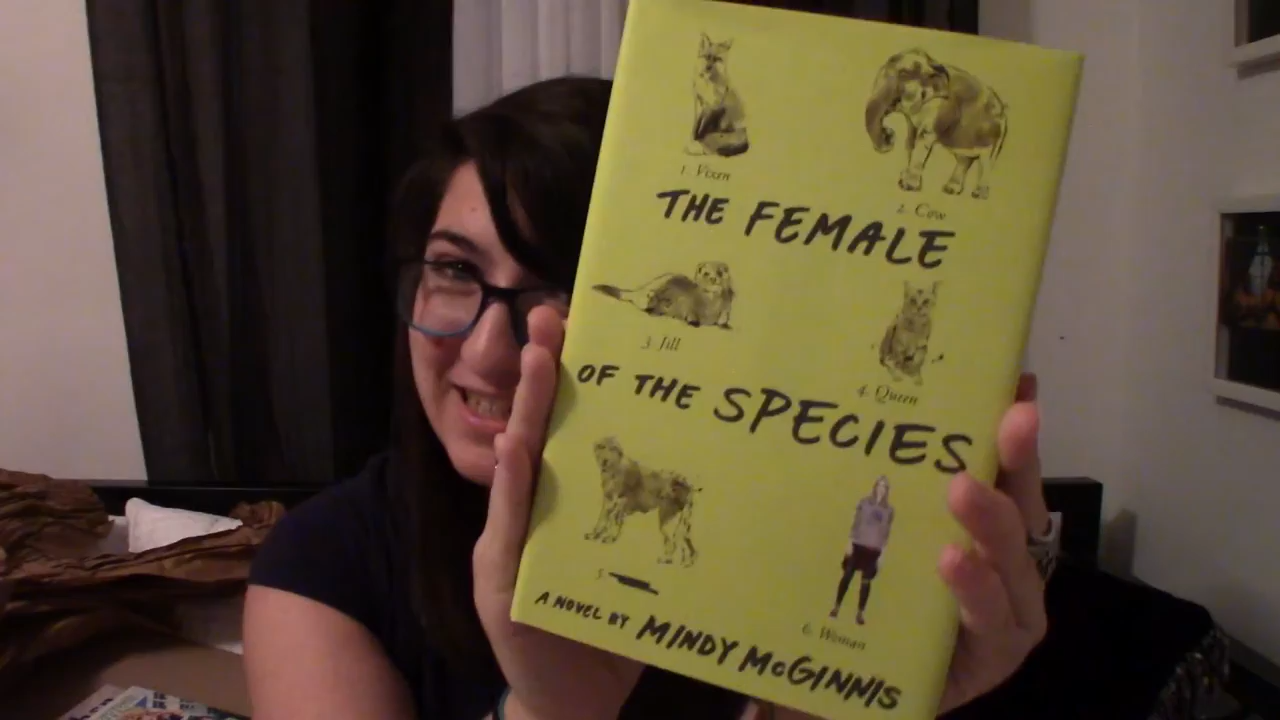 1. Vixen
2. Cow
THE FEMALE
3. Jill
4. Queen
OF THE SPECIES
5.
6. Woman
A NOVEL BY MINDY McGINNIS